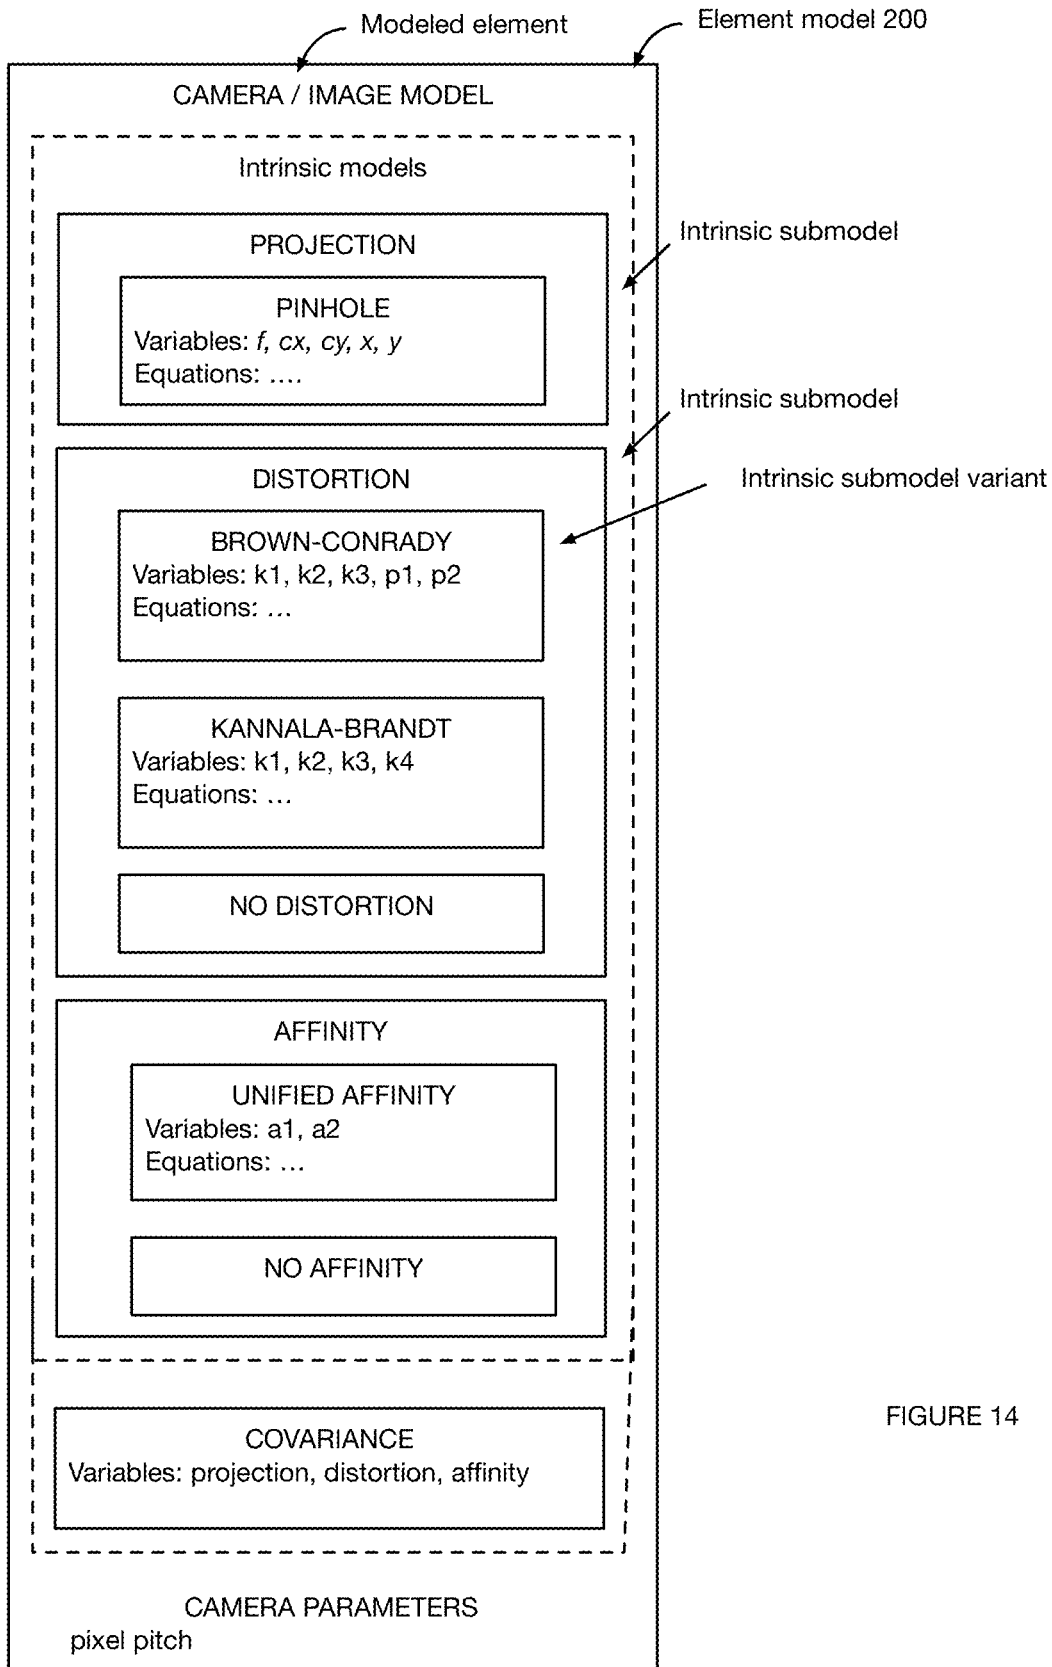 Modeled element
Element model 200
CAMERA / IMAGE MODEL
Intrinsic models
PROJECTION
Intrinsic submodel
PINHOLE
Variables: f, cx, cy, x, y
Equations: ....
Intrinsic submodel
DISTORTION
Intrinsic submodel variant
BROWN-CONRADY
Variables: k1, k2, k3, p1, p2
Equations: ...
KANNALA-BRANDT
Variables: k1, k2, k3, k4
Equations: ...
NO DISTORTION
AFFINITY
UNIFIED AFFINITY
Variables: a1, a2
Equations: ...
NO AFFINITY
FIGURE 14
COVARIANCE
Variables: projection, distortion, affinity
CAMERA PARAMETERS
pixel pitch